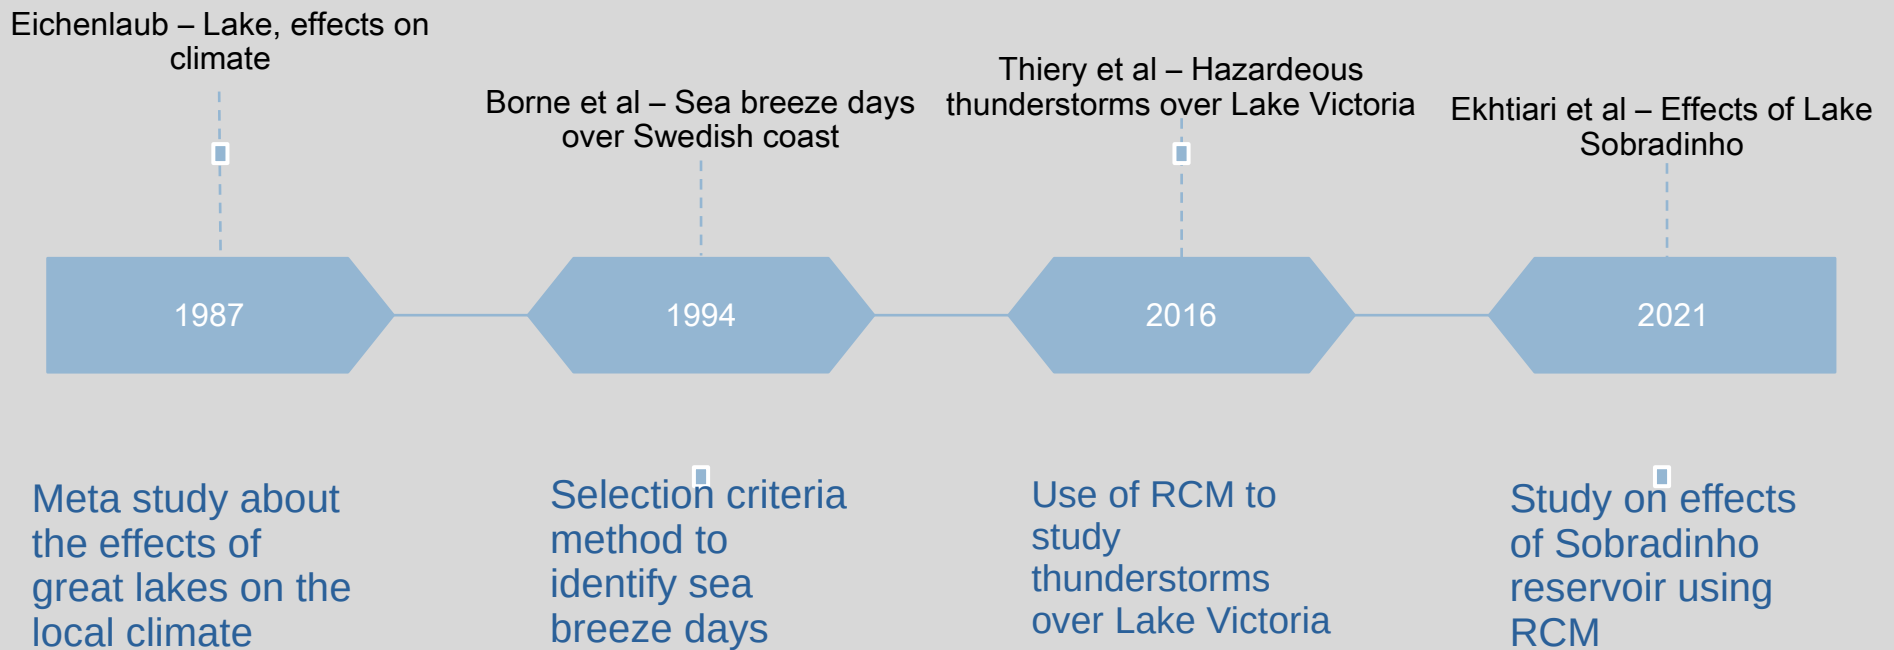 Eichenlaub – Lake, effects on
climate
Borne et al – Sea breeze days
over Swedish coast
Thiery et al – Hazardeous
thunderstorms over Lake Victoria
Ekhtiari et al – Effects of Lake
Sobradinho
1987
1994
2016
2021
Meta study about
the effects of
great lakes on the
local climate
Selection criteria
method to
identify sea
breeze days
Use of RCM to
study
thunderstorms
over Lake Victoria
Study on effects
of Sobradinho
reservoir using
RCM